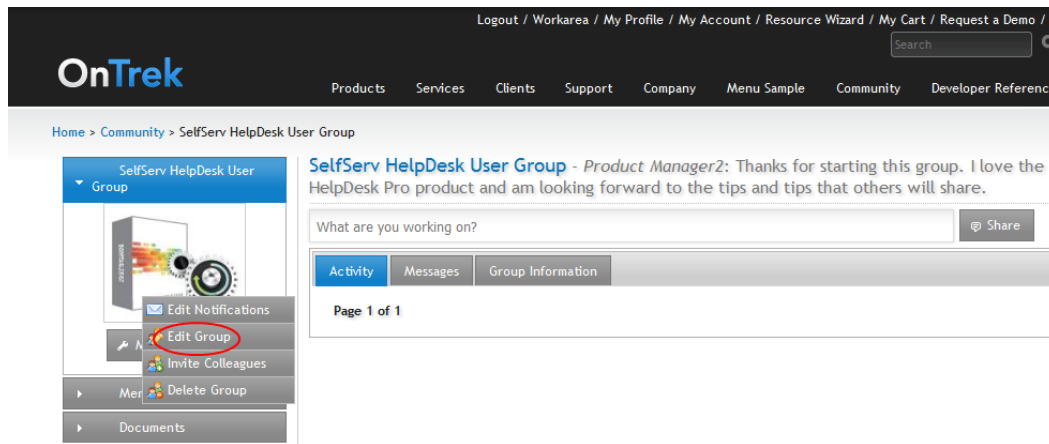 Logout / Workarea / My Profile / My Account / Resource Wizard / My Cart / Request a Demo /
Search
OnTrek
Products Services Clients Support Company Menu Sample Community Developer Referenc
Home > Community > SelfServ HelpDesk User Group
SelfServ HelpDesk User
Group
SelfServ HelpDesk User Group - Product Manager2: Thanks for starting this group. I love the
HelpDesk Pro product and am looking forward to the tips and tips that others will share.
What are you working on?
Share
Activity Messages Group Information
Page 1 of 1
Edit Notifications
Edit Group
Invite Colleagues
Delete Group
Documents